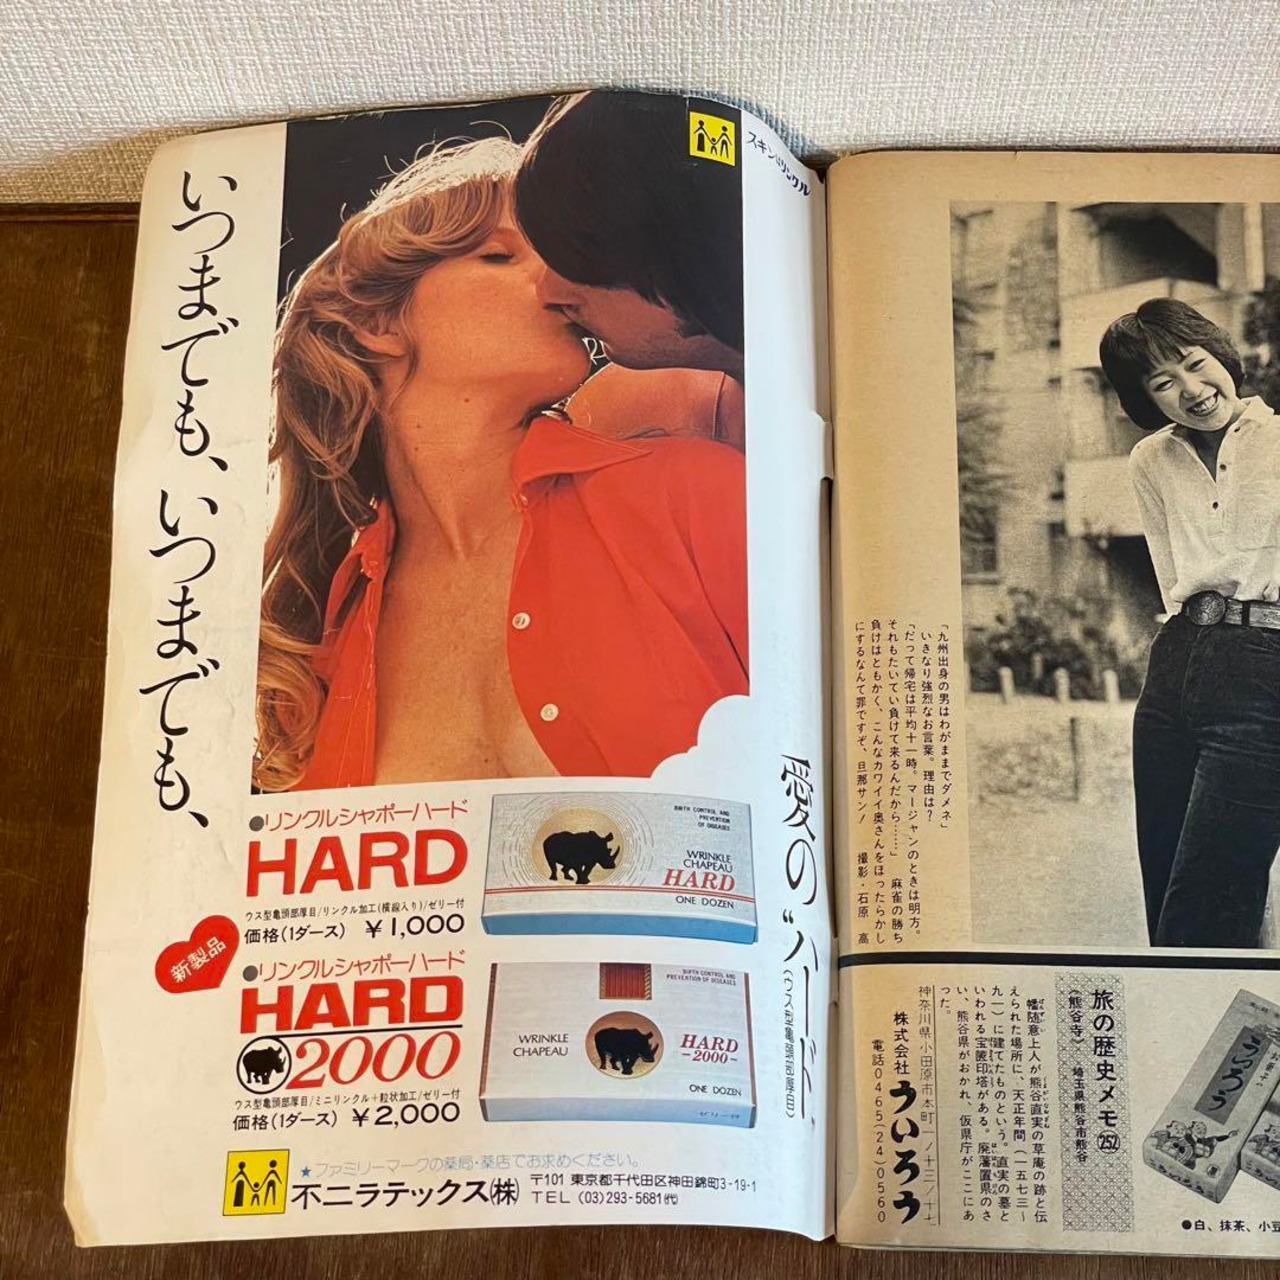 いつまでも、いつまでも、
スキンはリンクル
愛の“ハード”
(ウス型亀頭部厚目)
●リンクルシャポーハード
HARD
ウス型亀頭部厚目/リンクル加工(横線入り)/ゼリー付
価格(1ダース) ¥1,000
新製品
●リンクルシャポーハード
HARD
2000
ウス型亀頭部厚目/ミニリンクル+粒状加工/ゼリー付
価格(1ダース) ¥2,000
BIRTH CONTROL AND
PREVENTION
OF DISEASES
WRINKLE
CHAPEAU
HARD
ONE DOZEN
BIRTH CONTROL AND
PREVENTION OF DISEASES
WRINKLE
CHAPEAU
HARD
-2000-
ONE DOZEN
ゼリー付
★ファミリーマークの薬局・薬店でお求めください。
不二ラテックス(株)
〒101 東京都千代田区神田錦町3-19-1
TEL (03)293-5681(代)
「九州出身の男はわがままでダメネ」
いきなり強烈なお言葉。理由は?
「だって帰宅は平均十一時。マージャンのときは明方。
それもたいてい負けて来るんだから……」 麻雀の勝ち
負けはともかく、こんなカワイイ奥さんをほったらかし
にするなんて罪ですぞ、旦那サン! 撮影・石原 高
旅の歴史メモ252
(熊谷寺) 埼玉県熊谷市熊谷
幡随意上人が熊谷直実の草庵の跡と伝
えられた場所に、天正年間(一五七三~
九一)に建てたものという。直実の墓と
いわれる宝篋印塔がある。廃藩置県のさ
い、熊谷県がおかれ、仮県庁がここにあ
った。
神奈川県小田原市本町一ノ十三ノ十七
株式会社 ういろう
電話0465(24)0560
ういろう
●白、抹茶、小豆